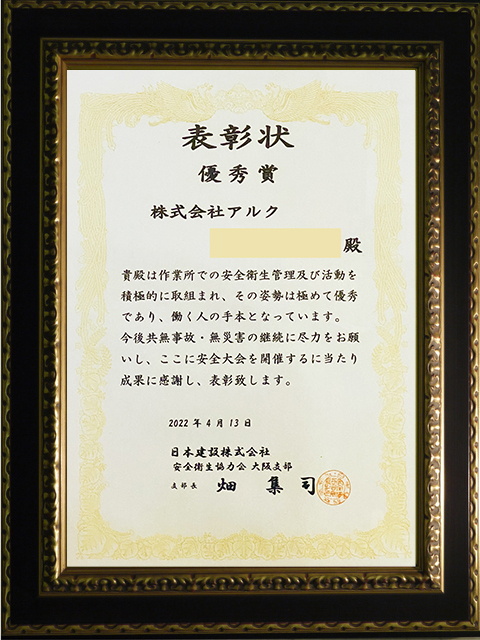 表彰状
優秀賞
株式会社アルク
殿
貴殿は作業所での安全衛生管理及び活動を
積極的に取組まれ、その姿勢は極めて優秀
であり、働く人の手本となっています。
今後共無事故・無災害の継続に尽力をお願
いし、ここに安全大会を開催するに当たり
成果に感謝し、表彰致します。
2022年4月13日
日本建設株式会社
安全衛生協力会 大阪支部
支部長 畑 集司